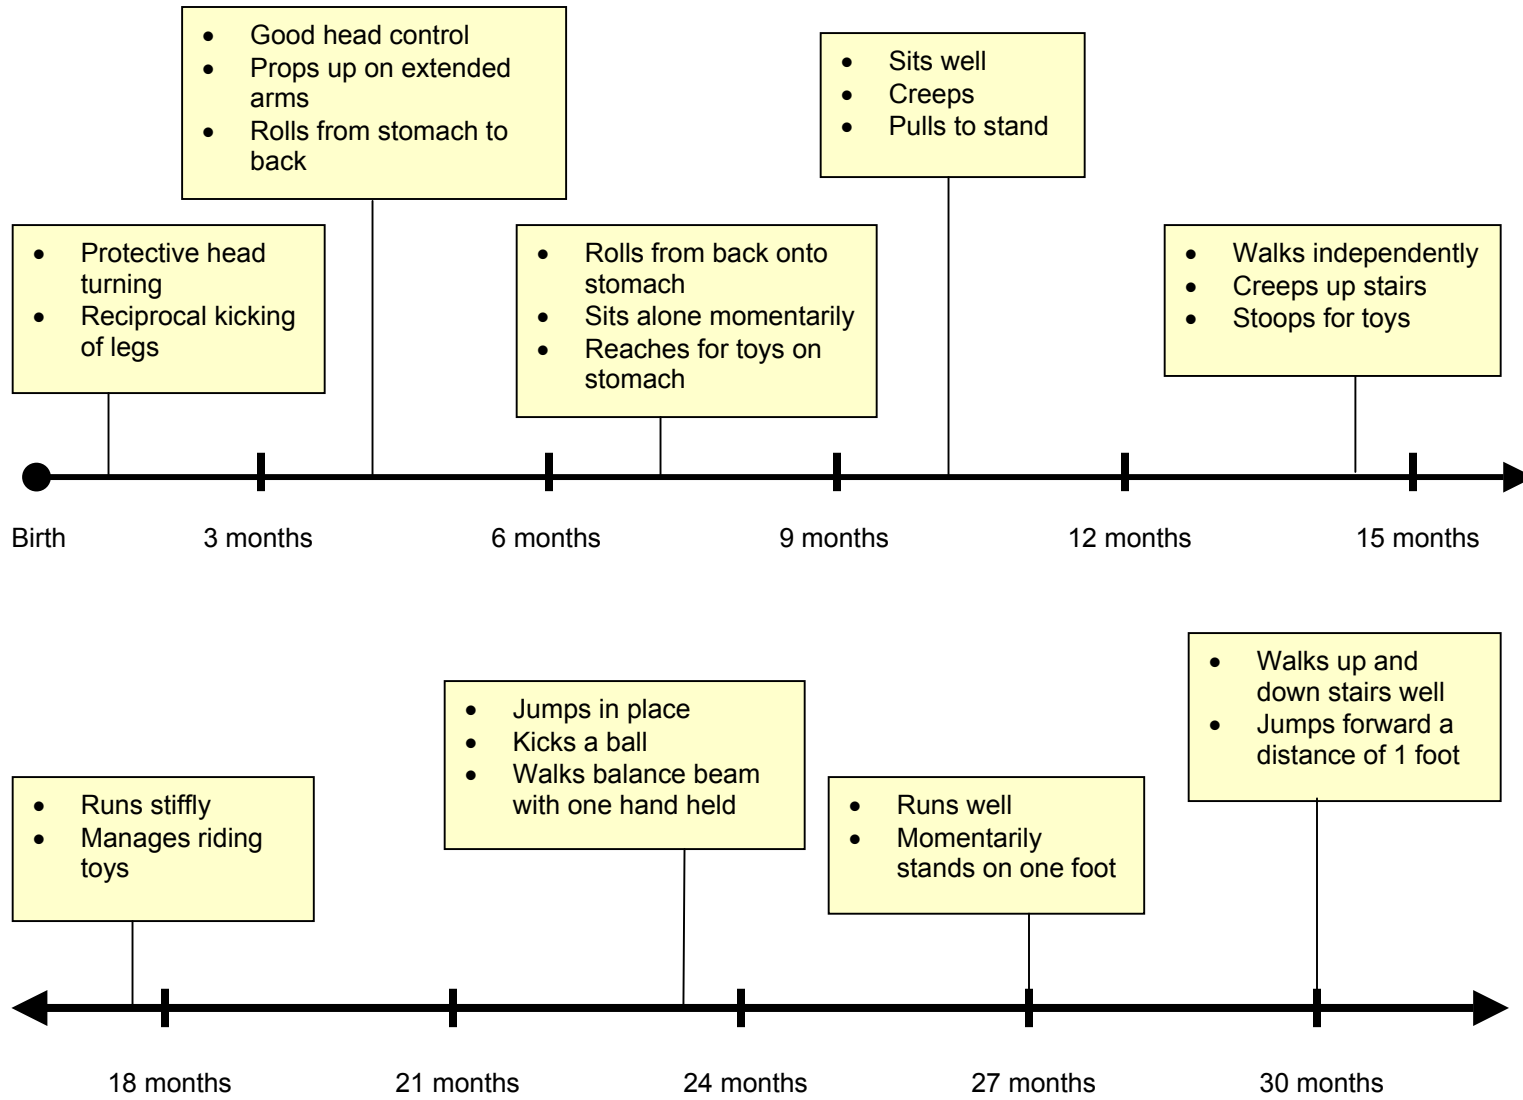 • Good head control
• Props up on extended
arms
• Rolls from stomach to
back
• Sits well
• Creeps
• Pulls to stand
• Protective head
turning
• Reciprocal kicking
of legs
• Rolls from back onto
stomach
• Sits alone momentarily
• Reaches for toys on
stomach
• Walks independently
• Creeps up stairs
• Stoops for toys
Birth
3 months
6 months
9 months
12 months
15 months
• Walks up and
down stairs well
• Jumps forward a
distance of 1 foot
• Jumps in place
• Kicks a ball
• Walks balance beam
with one hand held
• Runs stiffly
• Manages riding
toys
• Runs well
• Momentarily
stands on one foot
18 months
21 months
24 months
27 months
30 months